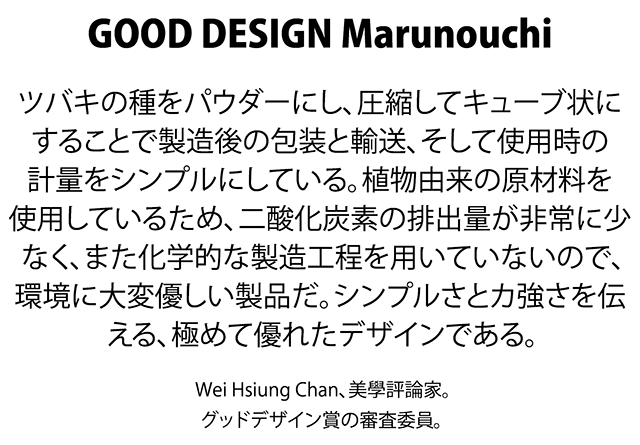 GOOD DESIGN Marunouchi
ツバキの種をパウダーにし、圧縮してキューブ状に
することで製造後の包装と輸送、そして使用時の
計量をシンプルにしている。植物由来の原材料を
使用しているため、二酸化炭素の排出量が非常に少
なく、また化学的な製造工程を用いていないので、
環境に大変優しい製品だ。シンプルさと力強さを伝
える、極めて優れたデザインである。
Wei Hsiung Chan、美學評論家。
グッドデザイン賞の審査委員。